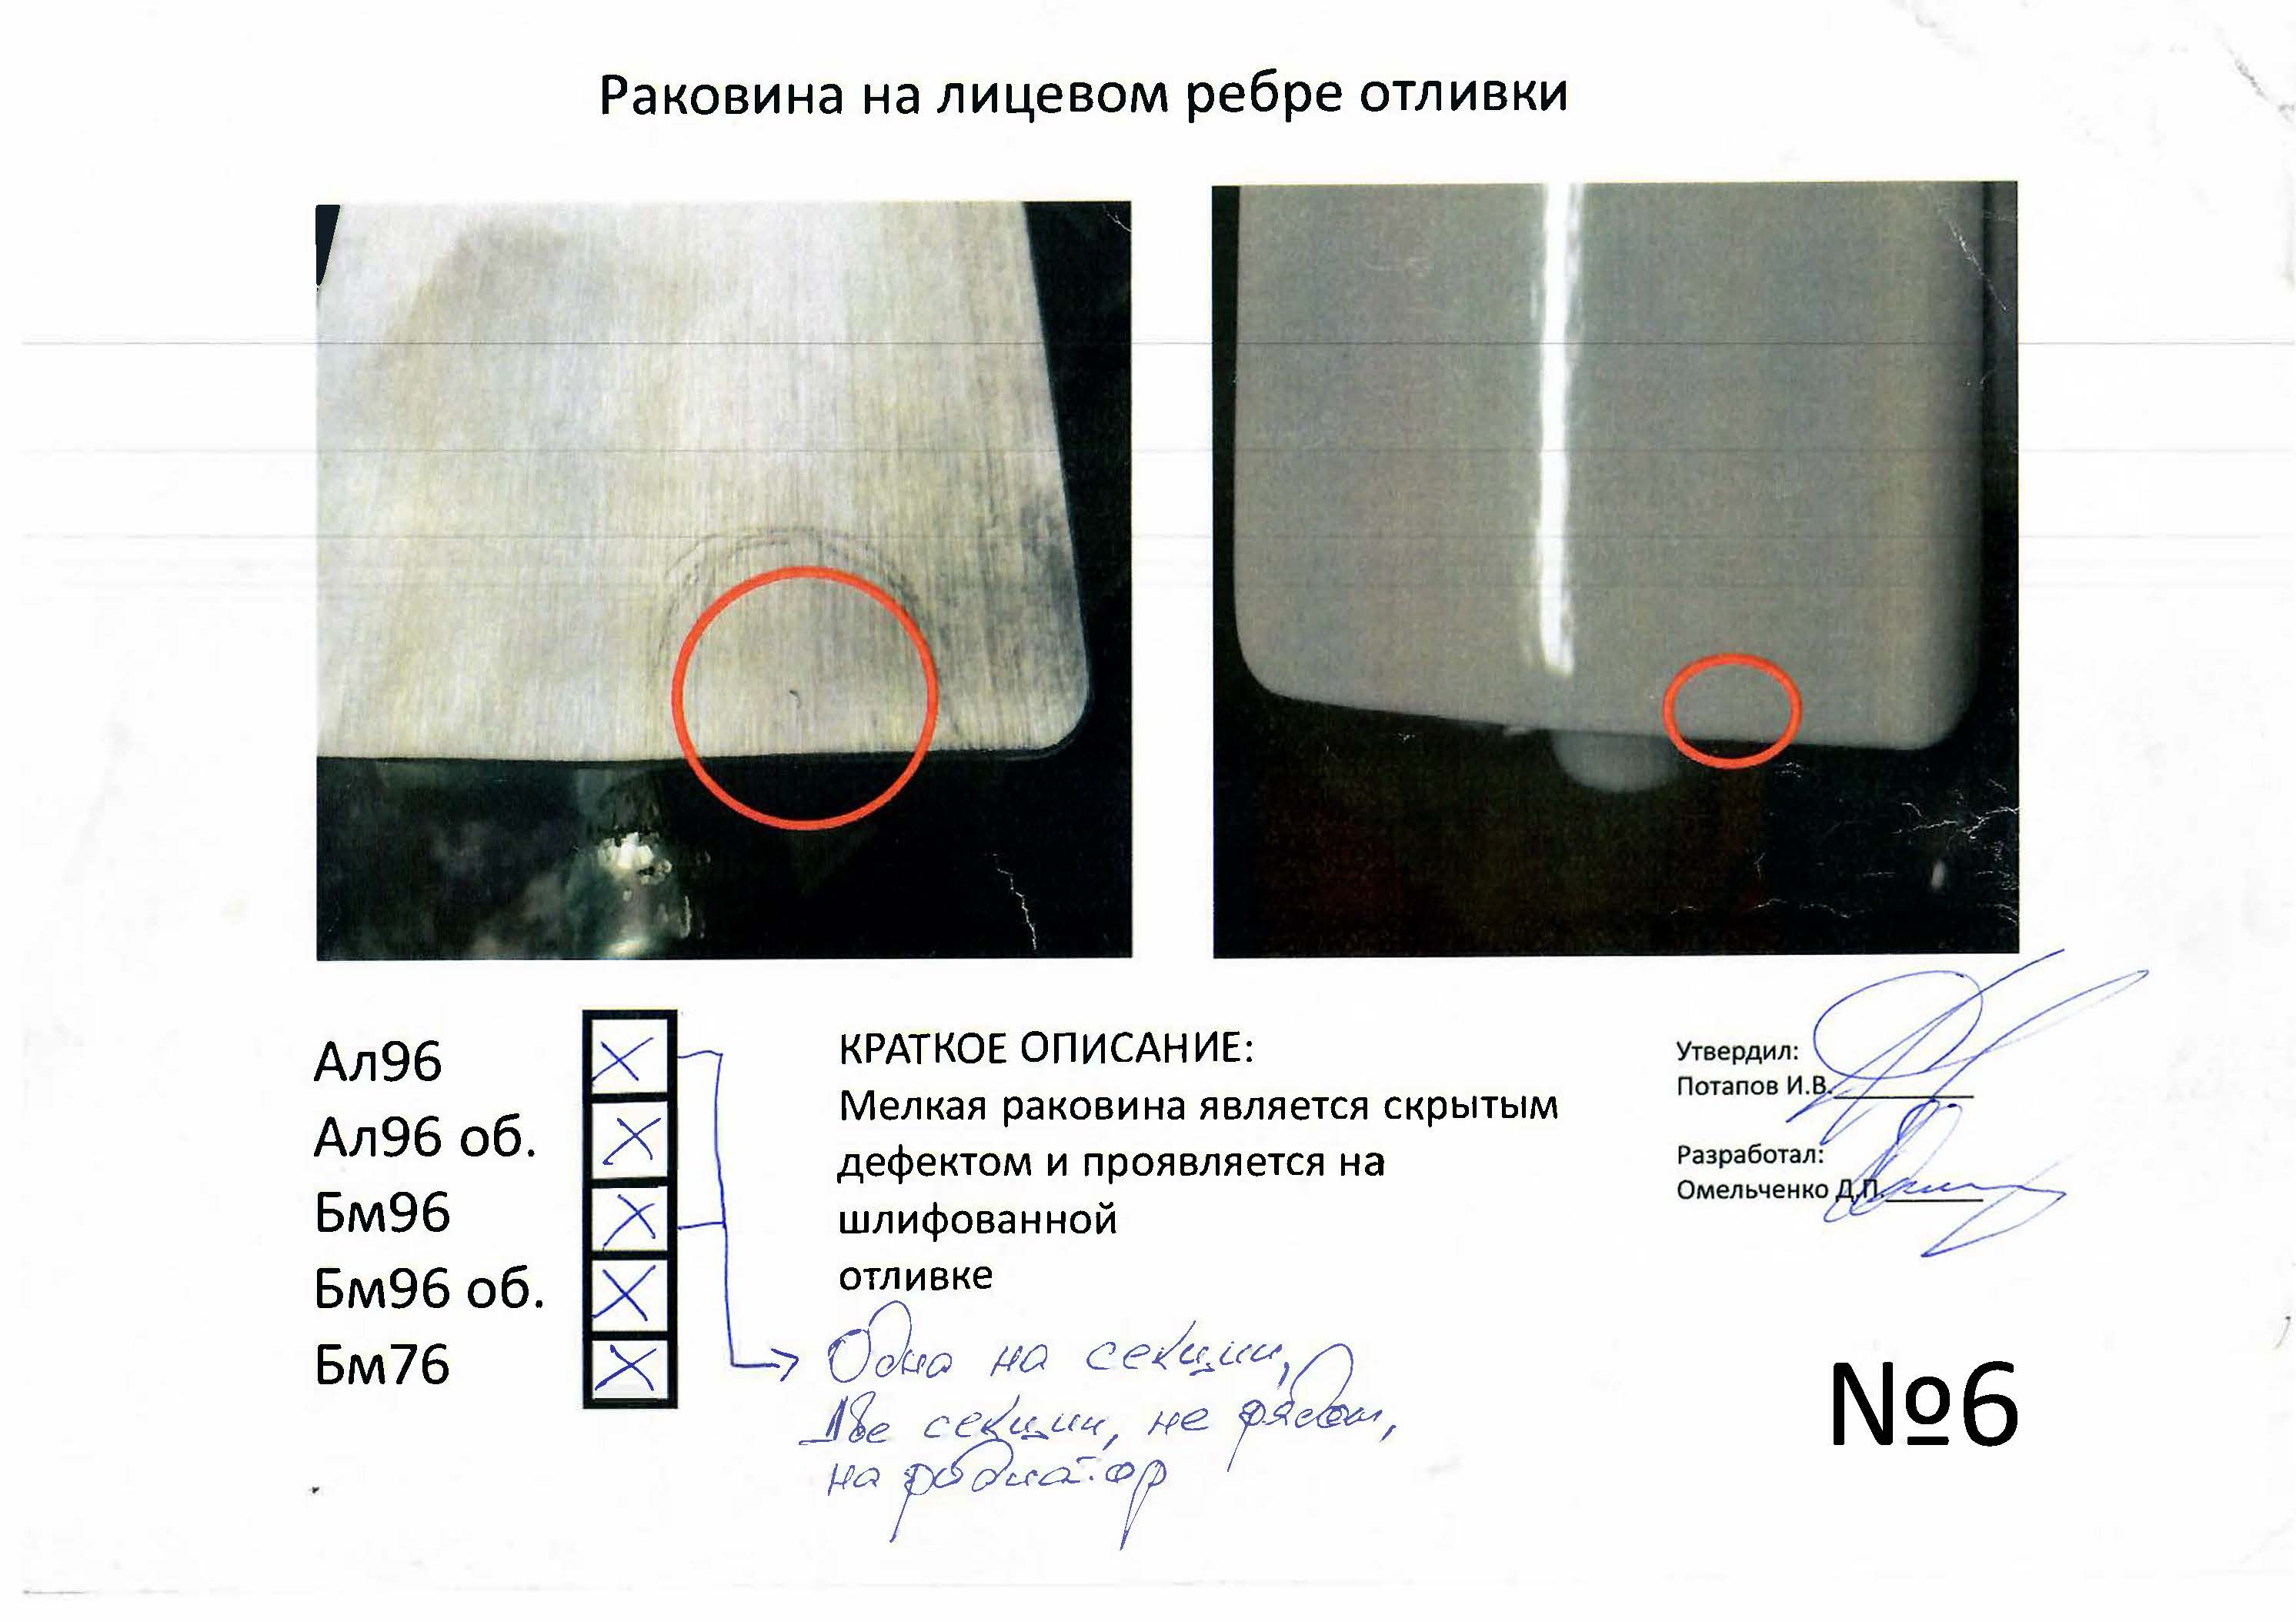 Раковина на лицевом ребре отливки
Ал96
Ал96 об.
Бм96
Бм96 об.
Бм76
КРАТКОЕ ОПИСАНИЕ:
Мелкая раковина является скрытым
дефектом и проявляется на
шлифованной
отливке
Одна на секции,
Две секции, не рядом,
на радиатор
Утвердил:
Потапов И.В.
Разработал:
Омельченко Д.П.
№6